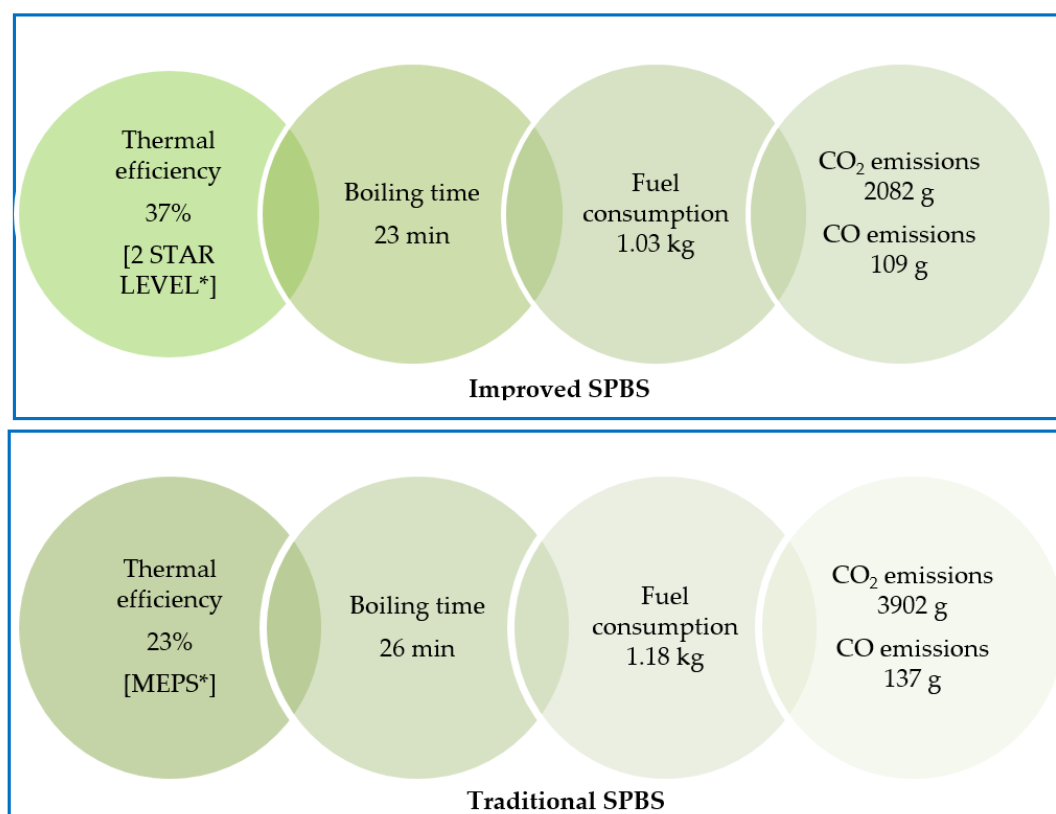 Thermal
efficiency
37%
[2 STAR
LEVEL*]
Boiling time
23 min
Fuel
consumption
1.03 kg
CO₂ emissions
2082 g
CO emissions
109 g
Improved SPBS
Thermal
efficiency
23%
[MEPS*]
Boiling time
26 min
Fuel
consumption
1.18 kg
CO₂ emissions
3902 g
CO emissions
137 g
Traditional SPBS